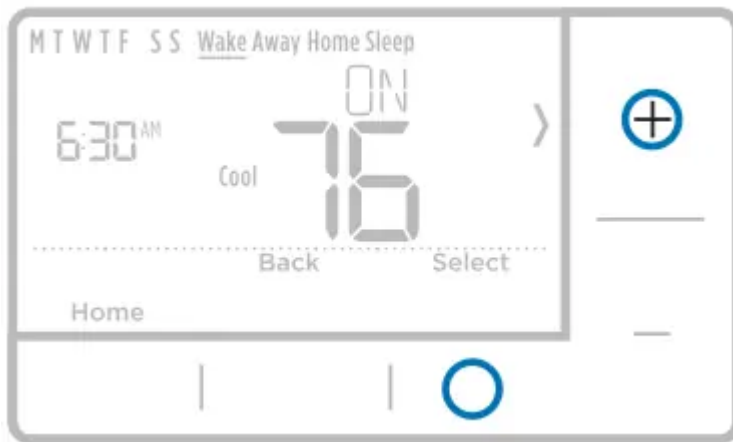 M T W T F S S Wake Away Home Sleep
ON
6:30 AM
Cool
76
Back Select
Home